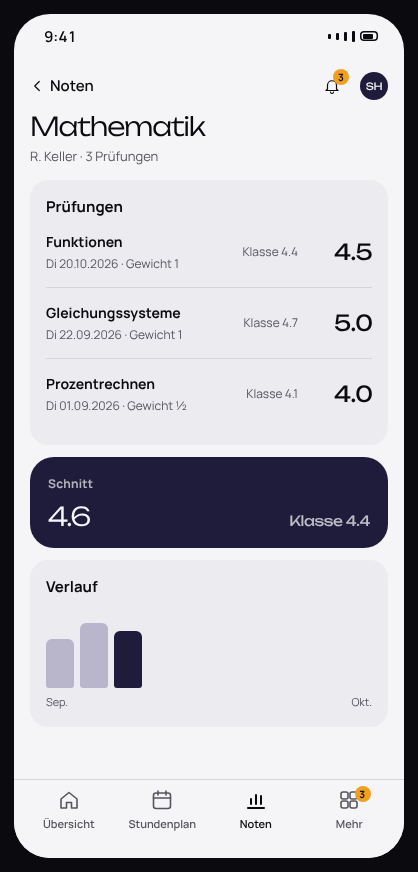 9:41
Noten
3
SH
Mathematik
R. Keller · 3 Prüfungen
Prüfungen
Funktionen
Di 20.10.2026 · Gewicht 1
Klasse 4.4
4.5
Gleichungssysteme
Di 22.09.2026 · Gewicht 1
Klasse 4.7
5.0
Prozentrechnen
Di 01.09.2026 · Gewicht ½
Klasse 4.1
4.0
Schnitt
4.6
Klasse 4.4
Verlauf
Sep.
Okt.
3
Übersicht
Stundenplan
Noten
Mehr